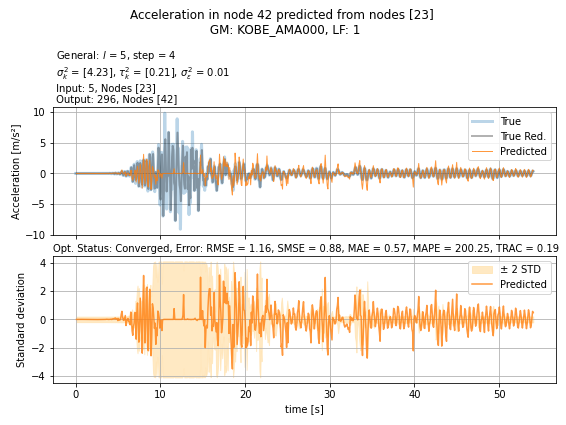 Acceleration in node 42 predicted from nodes [23]
GM: KOBE_AMA000, LF: 1
General: l = 5, step = 4
σ²ₖ = [4.23], τ²ₖ = [0.21], σ²ₑ = 0.01
Input: 5, Nodes [23]
Output: 296, Nodes [42]
Acceleration [m/s²]
10
5
0
−5
−10
True
True Red.
Predicted
Opt. Status: Converged, Error: RMSE = 1.16, SMSE = 0.88, MAE = 0.57, MAPE = 200.25, TRAC = 0.19
Standard deviation
4
2
0
−2
−4
± 2 STD
Predicted
0 10 20 30 40 50
time [s]